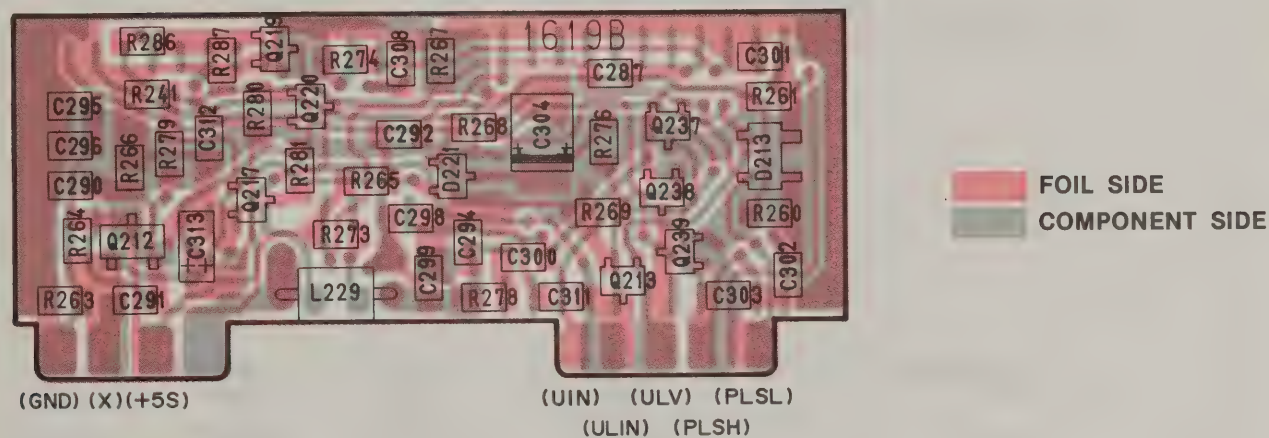 1619B
R286
R287
Q219
R274
C308
R267
C287
C301
C295
R241
R280
Q220
C304
R261
C296
R266
R279
C312
C292
R268
R276
Q237
D213
C290
Q217
R281
R265
D221
Q238
R264
Q212
C313
R273
C298
C294
R269
Q239
R260
R263
C291
L229
C299
R278
C300
C311
Q213
C303
C302
FOIL SIDE
COMPONENT SIDE
(GND) (X) (+5S)
(UIN) (ULV) (PLSL)
(ULIN) (PLSH)